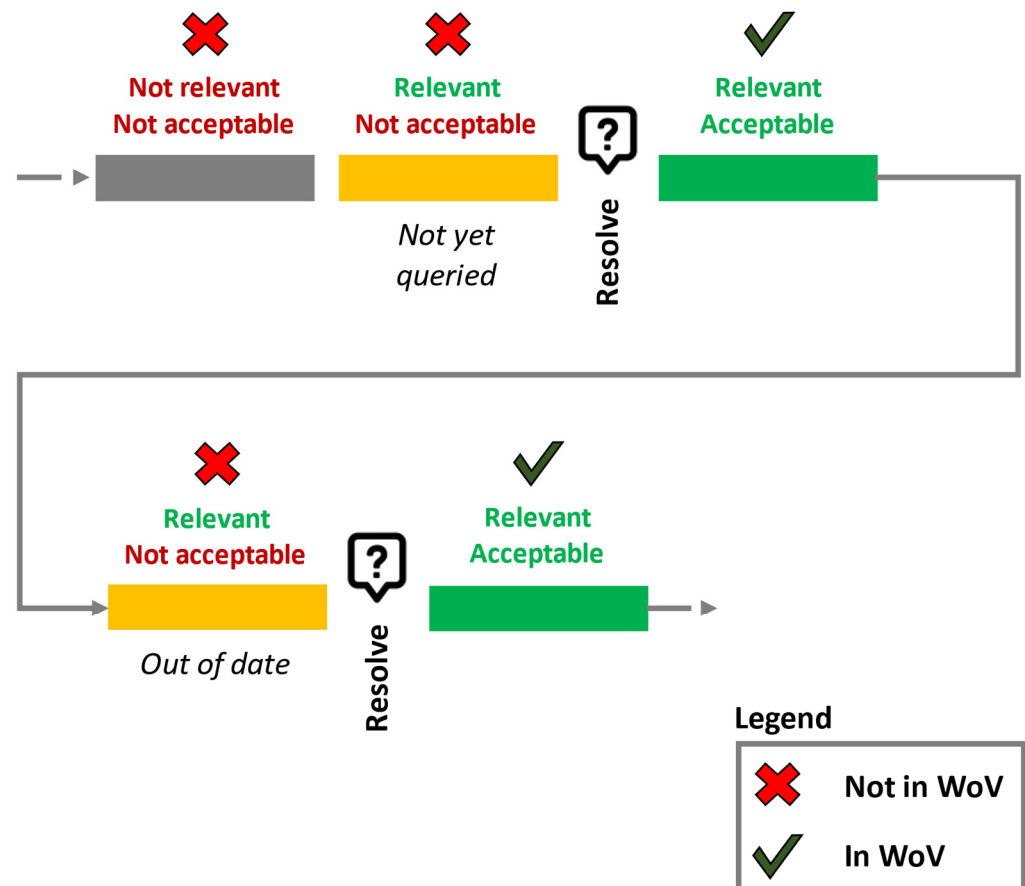 Not relevant
Not acceptable
Relevant
Not acceptable
?
Resolve
Relevant
Acceptable
Not yet
queried
Relevant
Not acceptable
?
Resolve
Relevant
Acceptable
Out of date
Legend
Not in WoV
In WoV